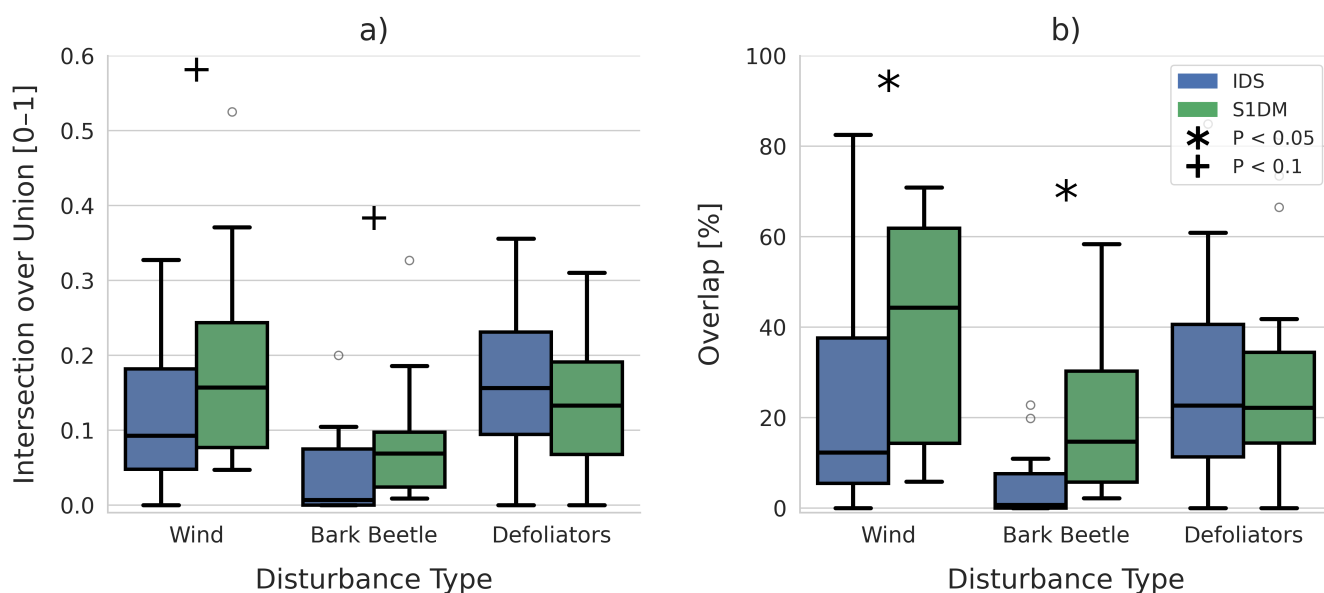 a)
Intersection over Union [0–1]
0.6
0.5
0.4
0.3
0.2
0.1
0.0
Wind
Bark Beetle
Defoliators
Disturbance Type
b)
Overlap [%]
100
80
60
40
20
0
IDS
S1DM
P < 0.05
P < 0.1
Wind
Bark Beetle
Defoliators
Disturbance Type